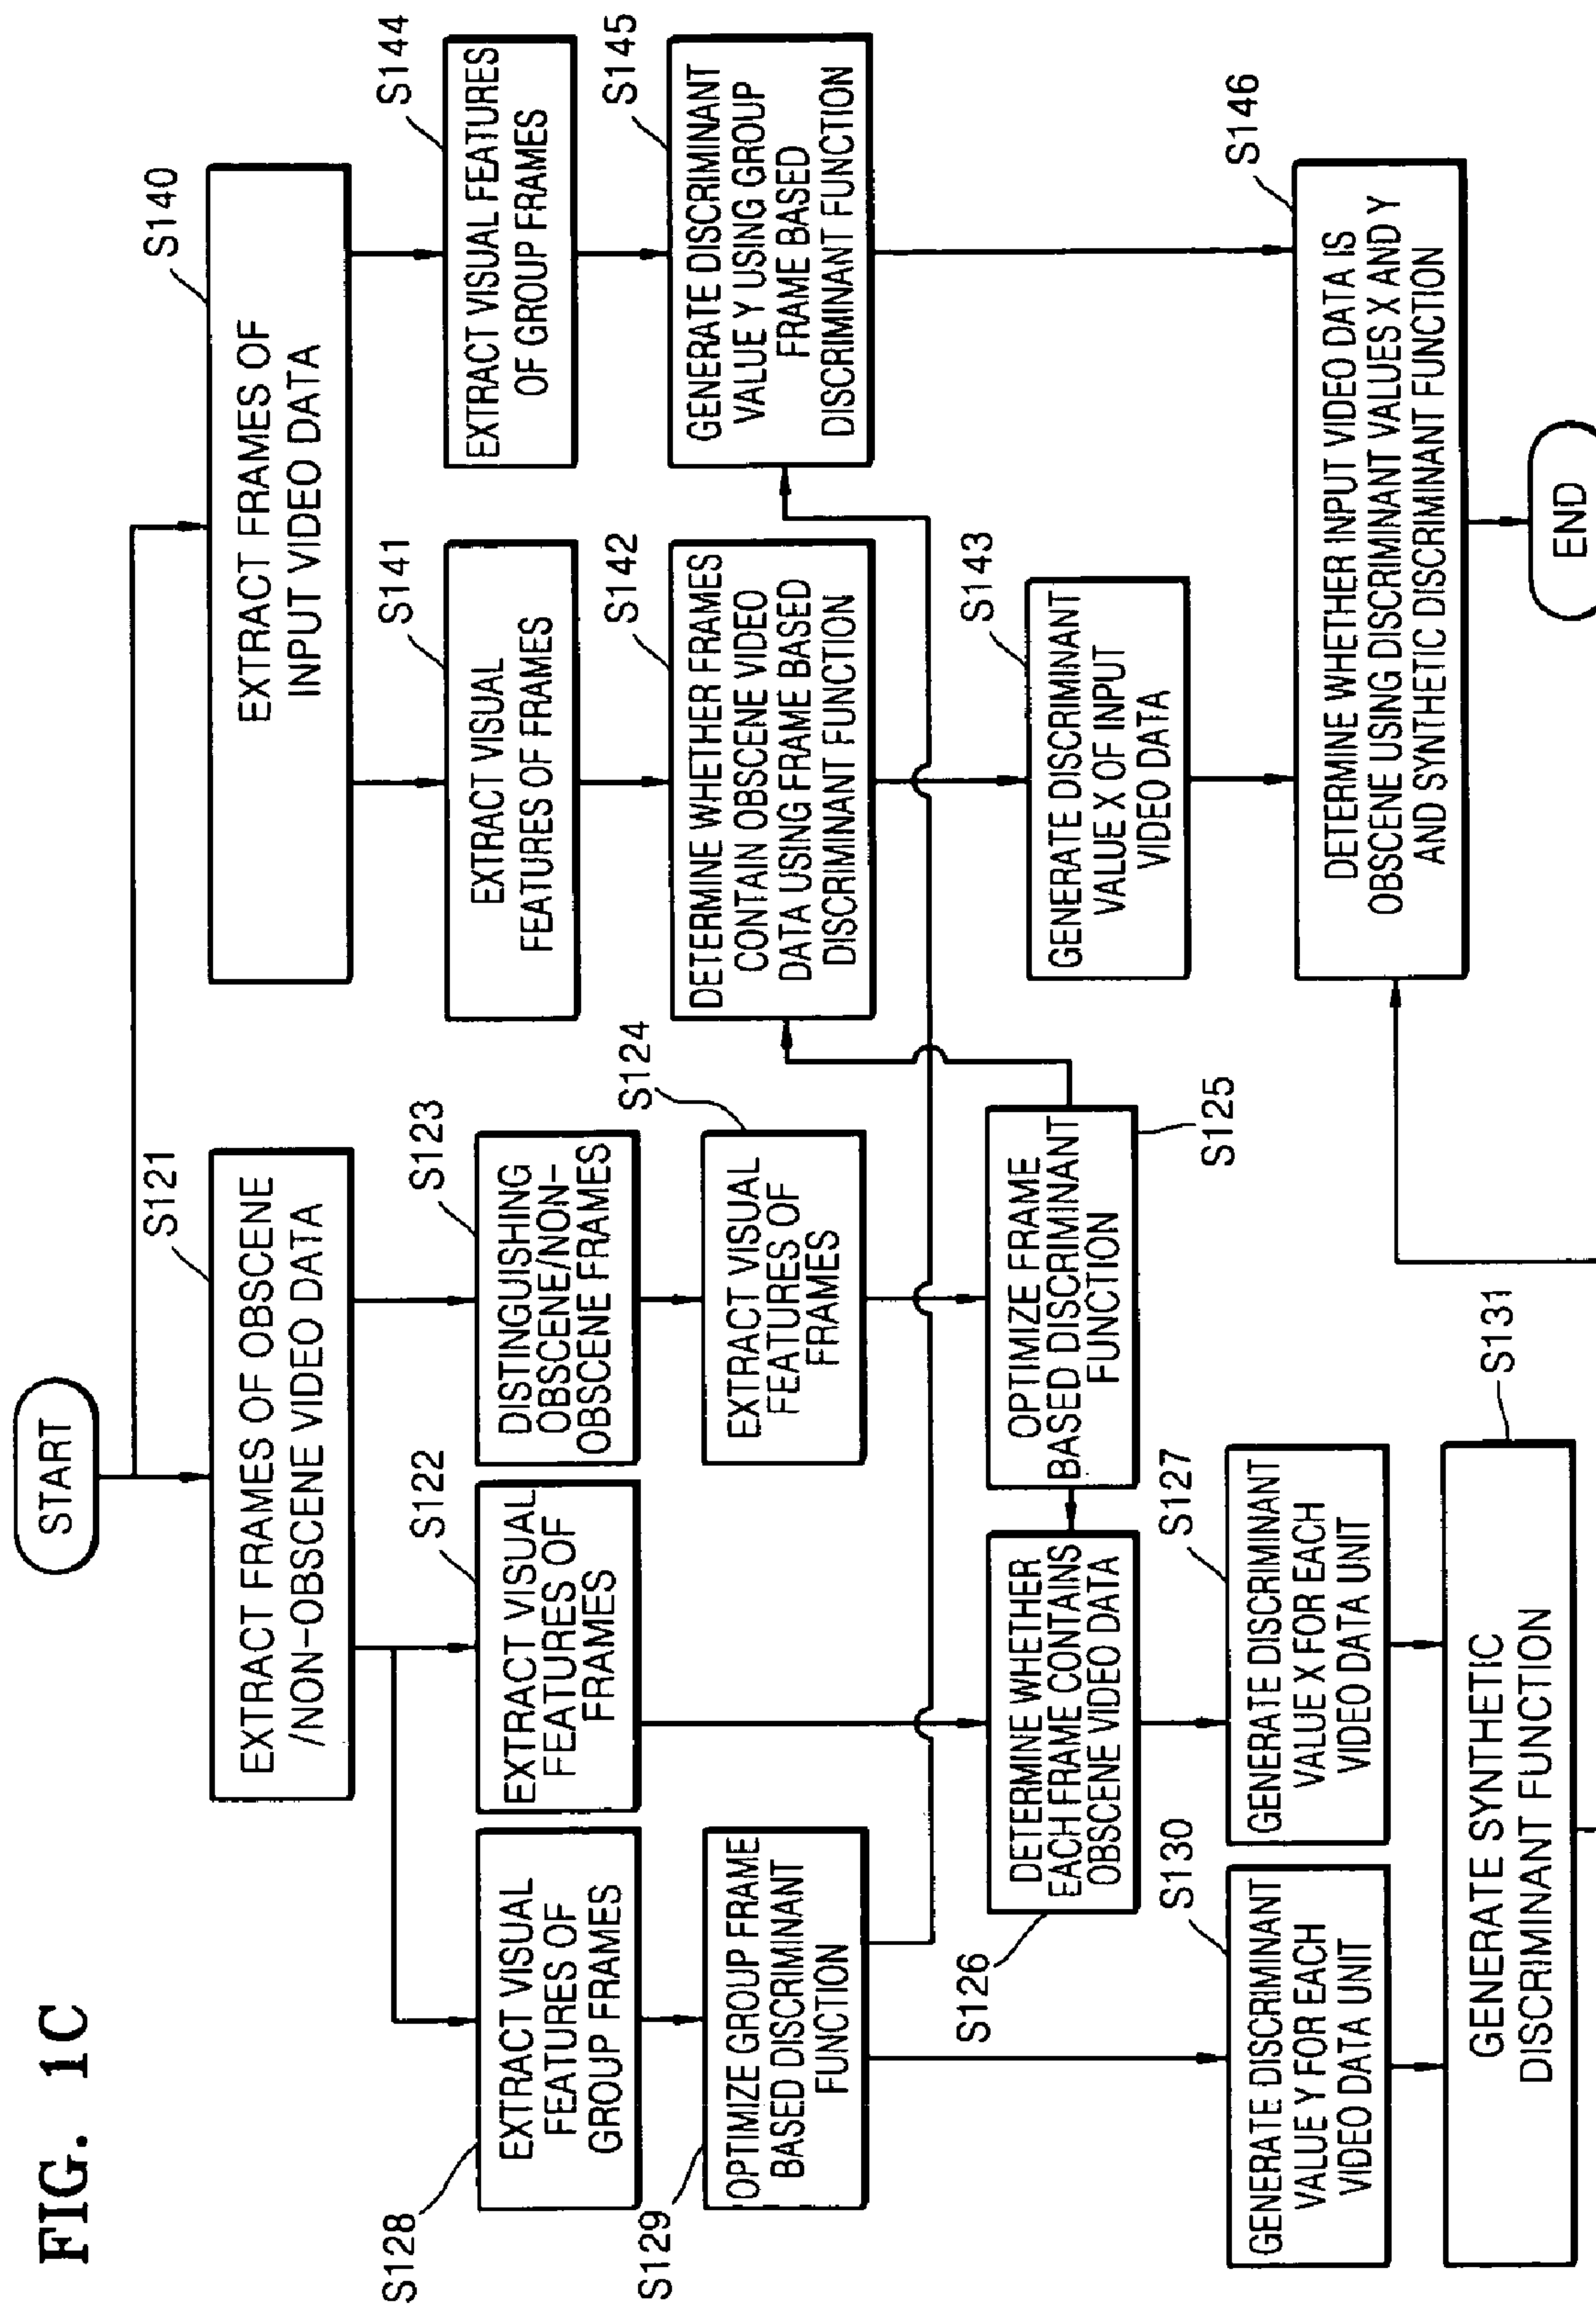 FIG. 1C
START
S121
EXTRACT FRAMES OF OBSCENE
/NON-OBSCENE VIDEO DATA
S128
EXTRACT VISUAL
FEATURES OF
GROUP FRAMES
S122
EXTRACT VISUAL
FEATURES OF
FRAMES
S123
DISTINGUISHING
OBSCENE/NON-
OBSCENE FRAMES
S129
OPTIMIZE GROUP FRAME
BASED DISCRIMINANT
FUNCTION
S124
EXTRACT VISUAL
FEATURES OF
FRAMES
S126
DETERMINE WHETHER
EACH FRAME CONTAINS
OBSCENE VIDEO DATA
S125
OPTIMIZE FRAME
BASED DISCRIMINANT
FUNCTION
S130
GENERATE DISCRIMINANT
VALUE Y FOR EACH
VIDEO DATA UNIT
S127
GENERATE DISCRIMINANT
VALUE X FOR EACH
VIDEO DATA UNIT
S131
GENERATE SYNTHETIC
DISCRIMINANT FUNCTION
S140
EXTRACT FRAMES OF
INPUT VIDEO DATA
S141
EXTRACT VISUAL
FEATURES OF FRAMES
S144
EXTRACT VISUAL FEATURES
OF GROUP FRAMES
S142
DETERMINE WHETHER FRAMES
CONTAIN OBSCENE VIDEO
DATA USING FRAME BASED
DISCRIMINANT FUNCTION
S145
GENERATE DISCRIMINANT
VALUE Y USING GROUP
FRAME BASED
DISCRIMINANT FUNCTION
S143
GENERATE DISCRIMINANT
VALUE X OF INPUT
VIDEO DATA
S146
DETERMINE WHETHER INPUT VIDEO DATA IS
OBSCENE USING DISCRIMINANT VALUES X AND Y
AND SYNTHETIC DISCRIMINANT FUNCTION
END